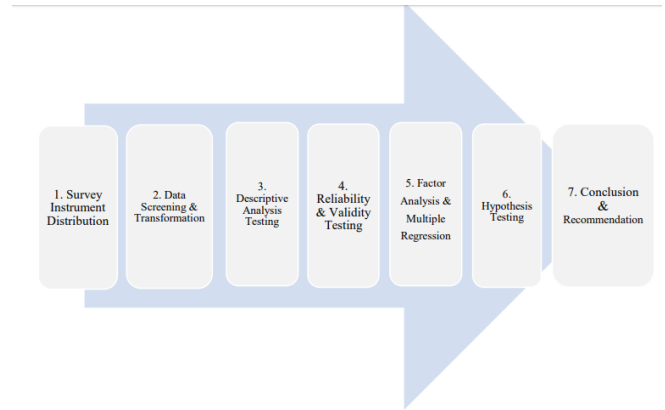 1. Survey
Instrument
Distribution
2. Data
Screening &
Transformation
3.
Descriptive
Analysis
Testing
4.
Reliability
& Validity
Testing
5. Factor
Analysis &
Multiple
Regression
6.
Hypothesis
Testing
7. Conclusion
&
Recommendation